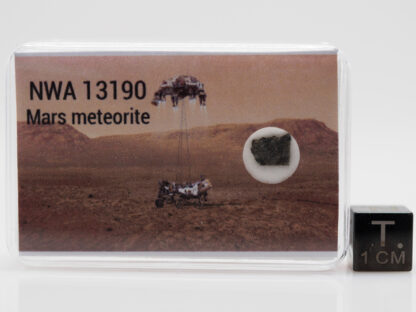 NWA 13190
Mars meteorite
T.
1 CM